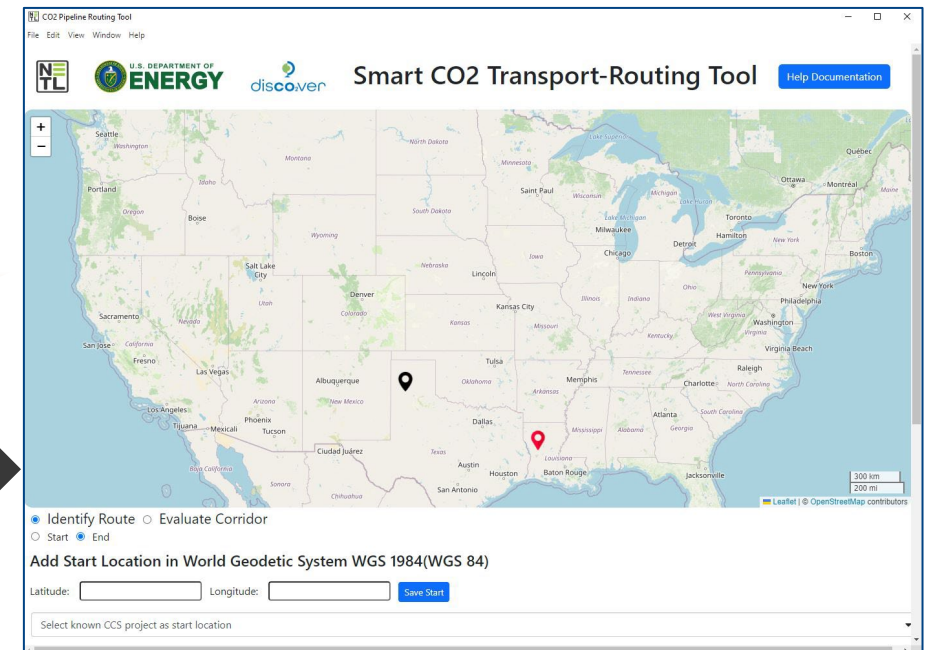 CO2 Pipeline Routing Tool
File Edit View Window Help
NETL
U.S. DEPARTMENT OF
ENERGY
discover
Smart CO2 Transport-Routing Tool
Help Documentation
+
−
Seattle
Washington
Montana
North Dakota
Minnesota
Lake Superior
Québec
Ottawa
Montréal
Maine
Portland
Oregon
Idaho
Boise
Wyoming
South Dakota
Saint Paul
Wisconsin
Michigan
Lake Huron
Lake Michigan
Milwaukee
Toronto
Hamilton
New York
Detroit
Chicago
Boston
Salt Lake
City
Nebraska
Lincoln
Iowa
Pennsylvania
New York
Philadelphia
Sacramento
Nevada
Utah
Denver
Colorado
Kansas
Kansas City
Missouri
Illinois
Indiana
Ohio
West Virginia
Washington
Virginia
Kentucky
San Jose
California
Fresno
Las Vegas
Virginia Beach
Albuquerque
Oklahoma
Tulsa
Arkansas
Memphis
Tennessee
Raleigh
Charlotte
North Carolina
Los Angeles
Arizona
New Mexico
Phoenix
Tijuana
Mexicali
Tucson
Dallas
Mississippi
Alabama
Atlanta
Georgia
South Carolina
Ciudad Juárez
Texas
Louisiana
Austin
Houston
Baton Rouge
Jacksonville
Baja California
Sonora
Chihuahua
San Antonio
300 km
200 mi
Leaflet | © OpenStreetMap contributors
Identify Route Evaluate Corridor
Start End
Add Start Location in World Geodetic System WGS 1984(WGS 84)
Latitude: Longitude: Save Start
Select known CCS project as start location